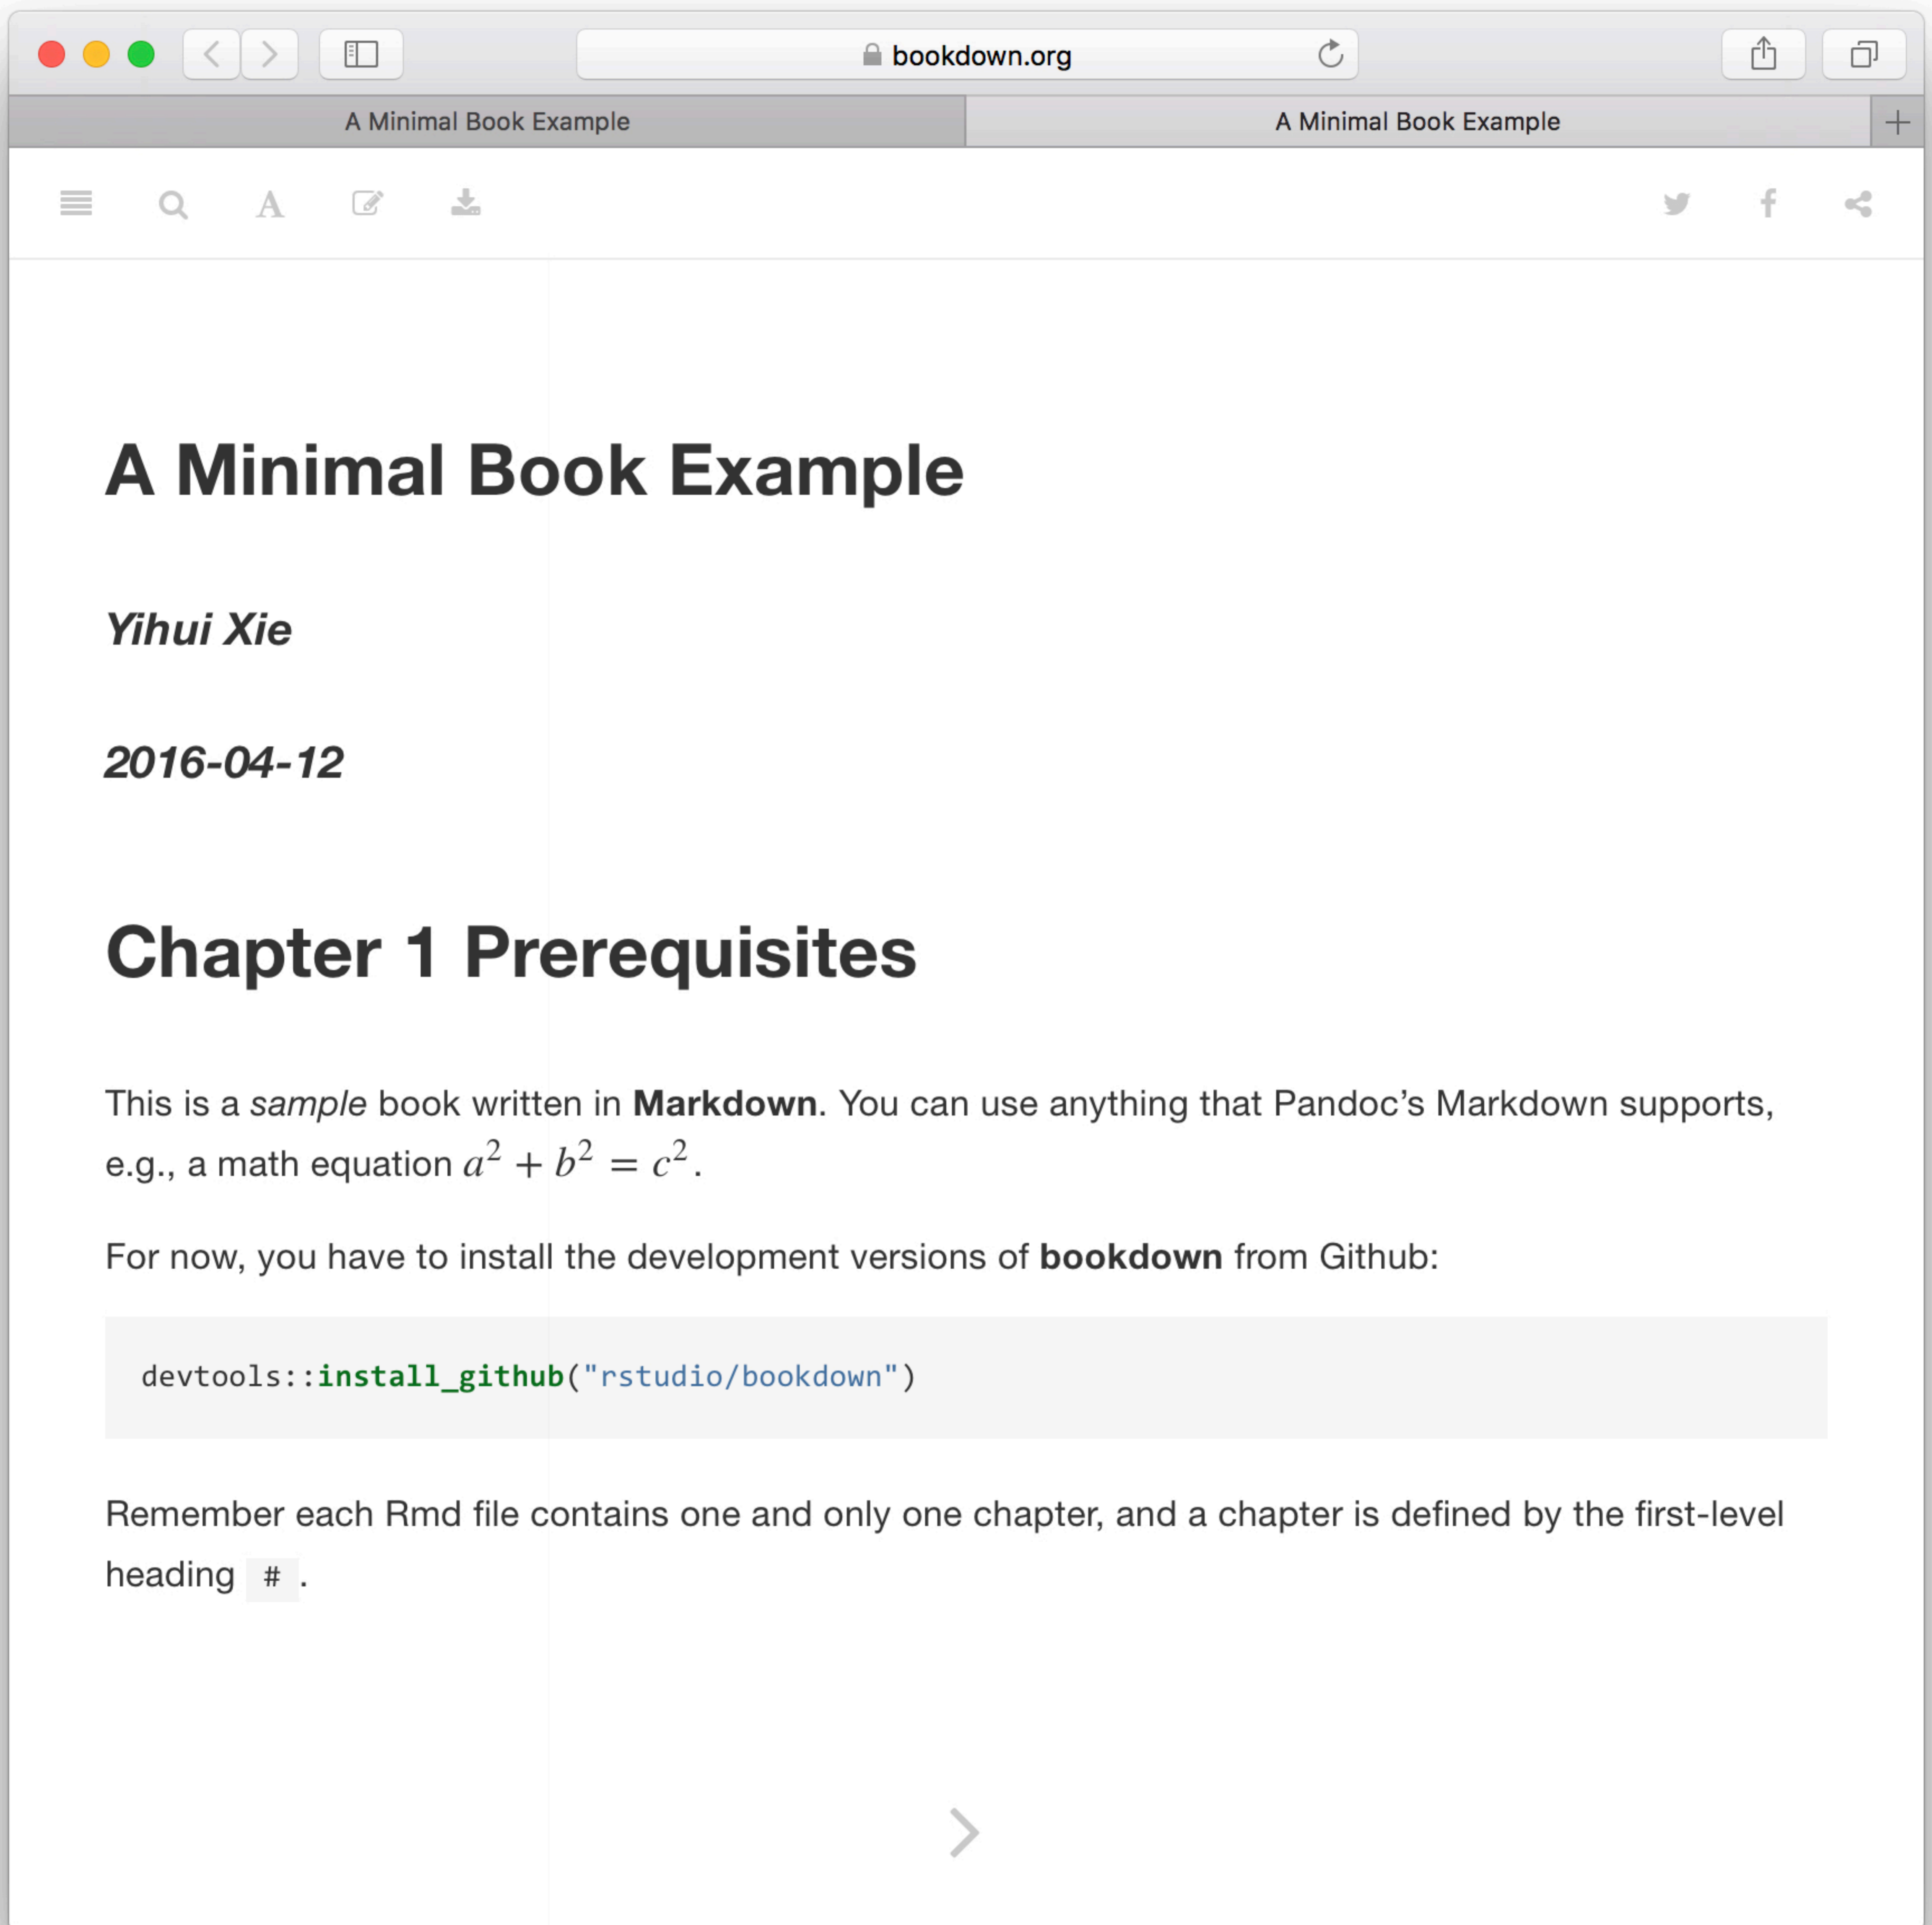 bookdown.org
A Minimal Book Example
A Minimal Book Example
A
A Minimal Book Example
Yihui Xie
2016-04-12
Chapter 1 Prerequisites
This is a sample book written in Markdown. You can use anything that Pandoc’s Markdown supports,
e.g., a math equation a² + b² = c².
For now, you have to install the development versions of bookdown from Github:
devtools::install_github("rstudio/bookdown")
Remember each Rmd file contains one and only one chapter, and a chapter is defined by the first-level
heading # .